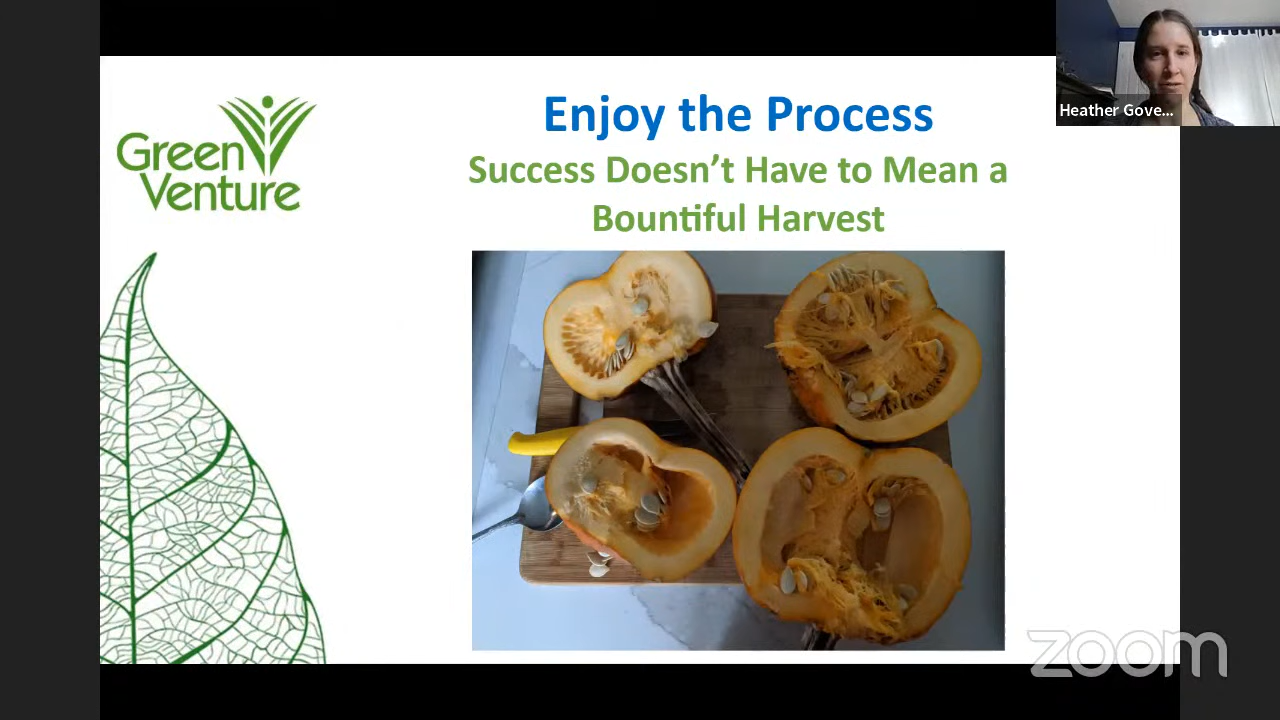 Green
Venture
Enjoy the Process
Success Doesn’t Have to Mean a
Bountiful Harvest
Heather Gove...
zoom